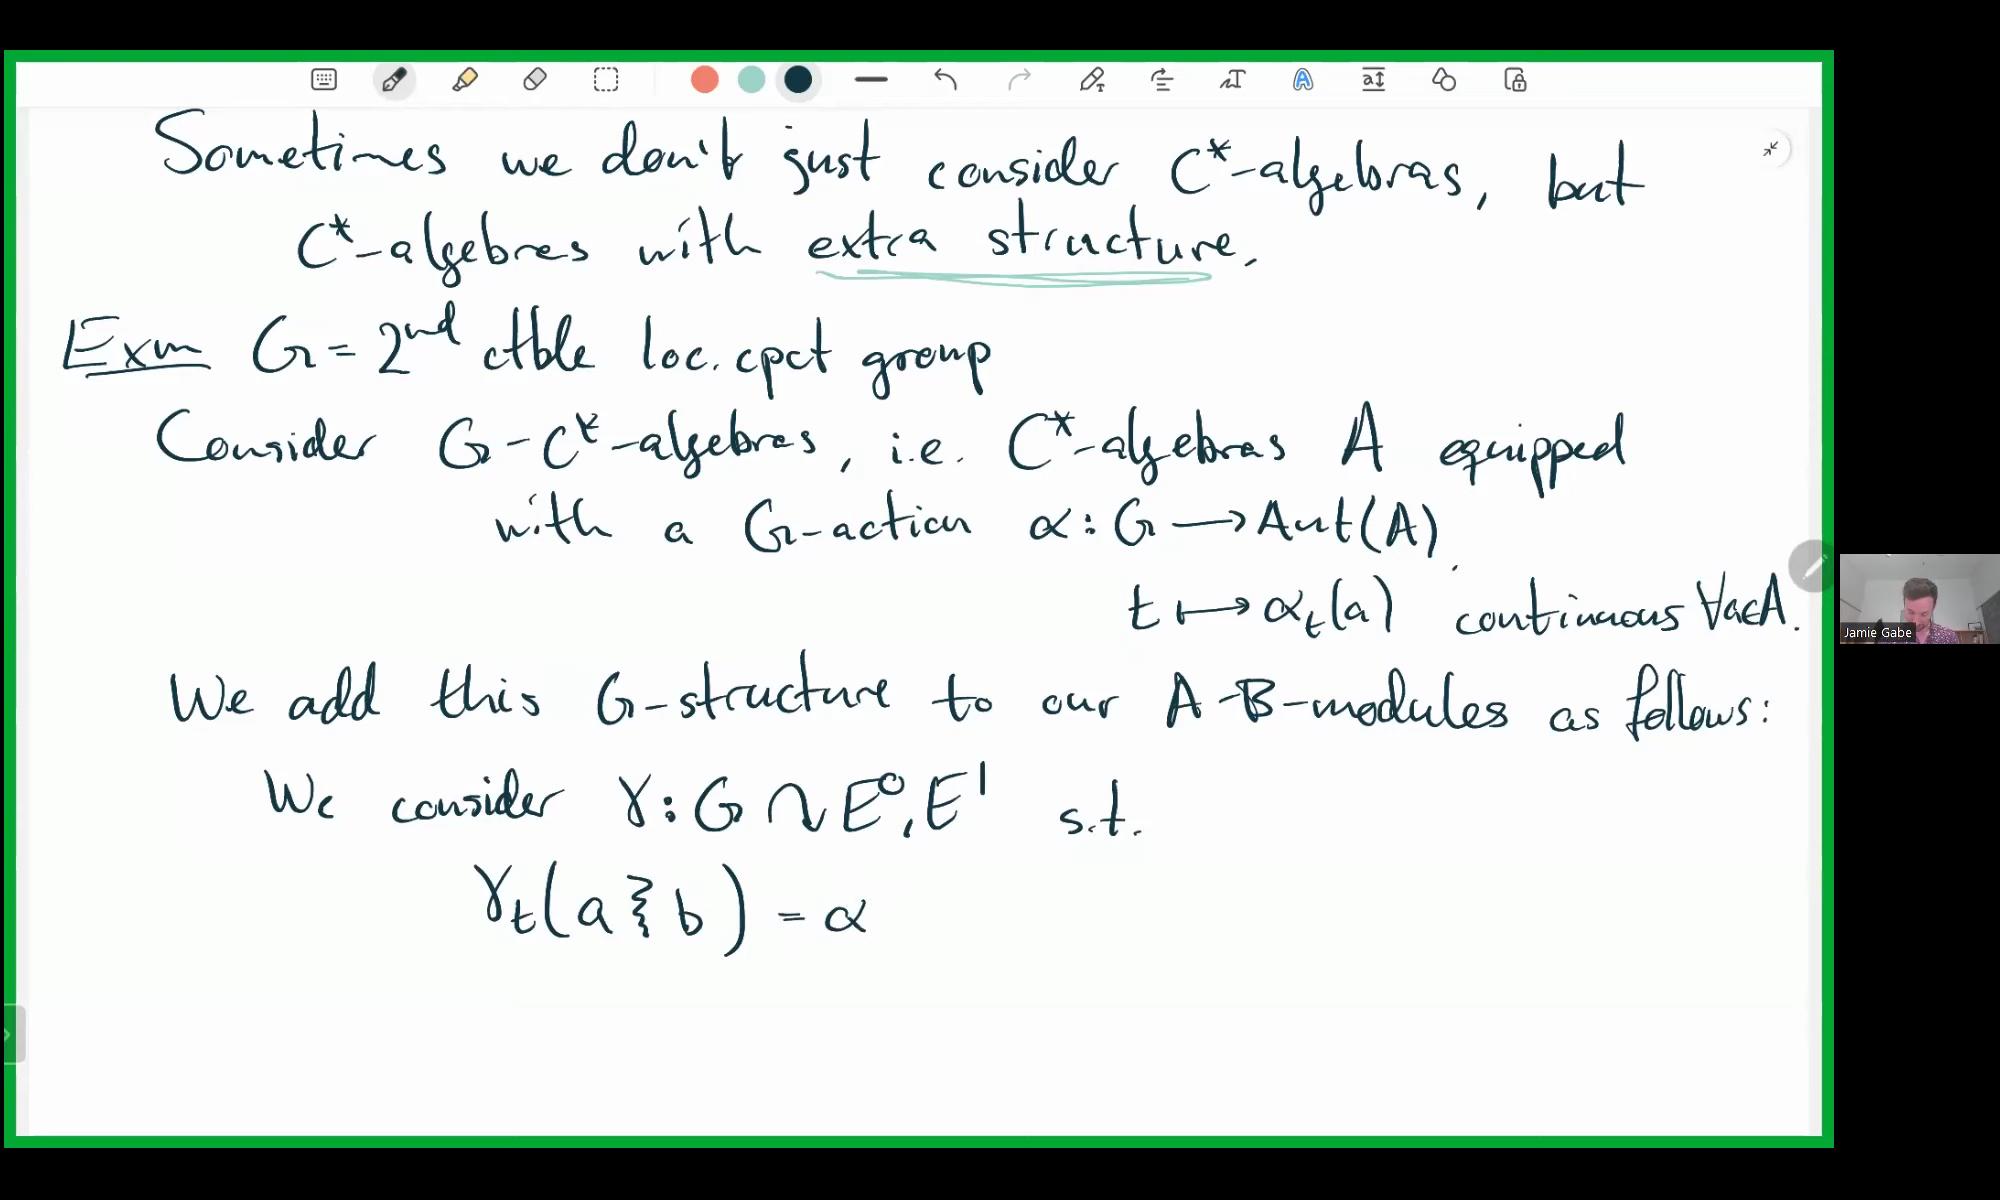 Sometimes we don't just consider C*-algebras, but
C*-algebras with extra structure.
Exm G = 2nd ctble loc. cpct group
Consider G-C*-algebras, i.e. C*-algebras A equipped
with a G-action α: G ⟶ Aut(A),
t ⟼ αₜ(a) continuous ∀a∈A.
We add this G-structure to our A-B-modules as follows:
We consider γ: G ↷ E⁰, E¹ s.t.
γₜ(a ξ b) = α
Jamie Gabe